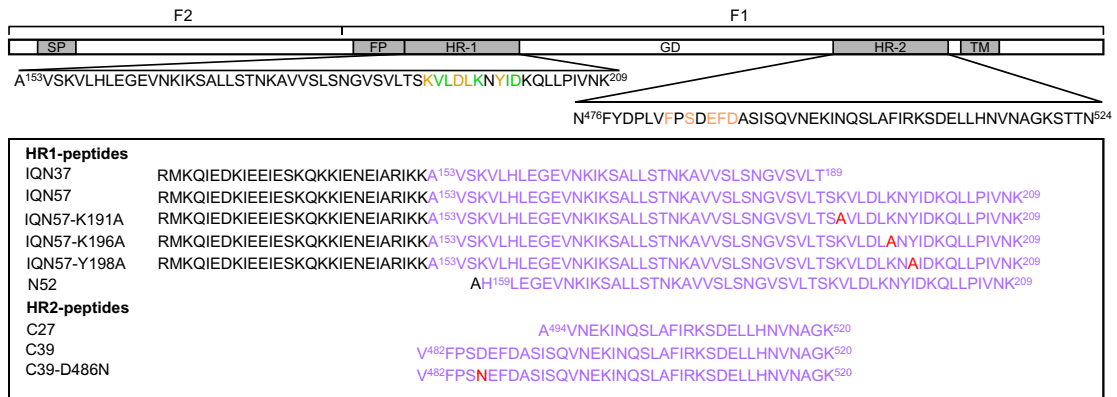 F2 F1
SP FP HR-1 GD HR-2 TM
A¹⁵³VSKVLHLEGEVNKIKSALLSTNKAVVSLSNGVSVLTSKVLDLKNYIDKQLLPIVNK²⁰⁹
N⁴⁷⁶FYDPLVFPSDEFDASISQVNEKINQSLAFIRKSDELLHNVNAGKSTTN⁵²⁴
HR1-peptides
IQN37 RMKQIEDKIEEIESKQKKIENEIARIKKA¹⁵³VSKVLHLEGEVNKIKSALLSTNKAVVSLSNGVSVLT¹⁸⁹
IQN57 RMKQIEDKIEEIESKQKKIENEIARIKKA¹⁵³VSKVLHLEGEVNKIKSALLSTNKAVVSLSNGVSVLTSKVLDLKNYIDKQLLPIVNK²⁰⁹
IQN57-K191A RMKQIEDKIEEIESKQKKIENEIARIKKA¹⁵³VSKVLHLEGEVNKIKSALLSTNKAVVSLSNGVSVLTSAVLDLKNYIDKQLLPIVNK²⁰⁹
IQN57-K196A RMKQIEDKIEEIESKQKKIENEIARIKKA¹⁵³VSKVLHLEGEVNKIKSALLSTNKAVVSLSNGVSVLTSKVLDLANYIDKQLLPIVNK²⁰⁹
IQN57-Y198A RMKQIEDKIEEIESKQKKIENEIARIKKA¹⁵³VSKVLHLEGEVNKIKSALLSTNKAVVSLSNGVSVLTSKVLDLKNAIDKQLLPIVNK²⁰⁹
N52 AH¹⁵⁹LEGEVNKIKSALLSTNKAVVSLSNGVSVLTSKVLDLKNYIDKQLLPIVNK²⁰⁹
HR2-peptides
C27 A⁴⁹⁴VNEKINQSLAFIRKSDELLHNVNAGK⁵²⁰
C39 V⁴⁸²FPSDEFDASISQVNEKINQSLAFIRKSDELLHNVNAGK⁵²⁰
C39-D486N V⁴⁸²FPSNEFDASISQVNEKINQSLAFIRKSDELLHNVNAGK⁵²⁰